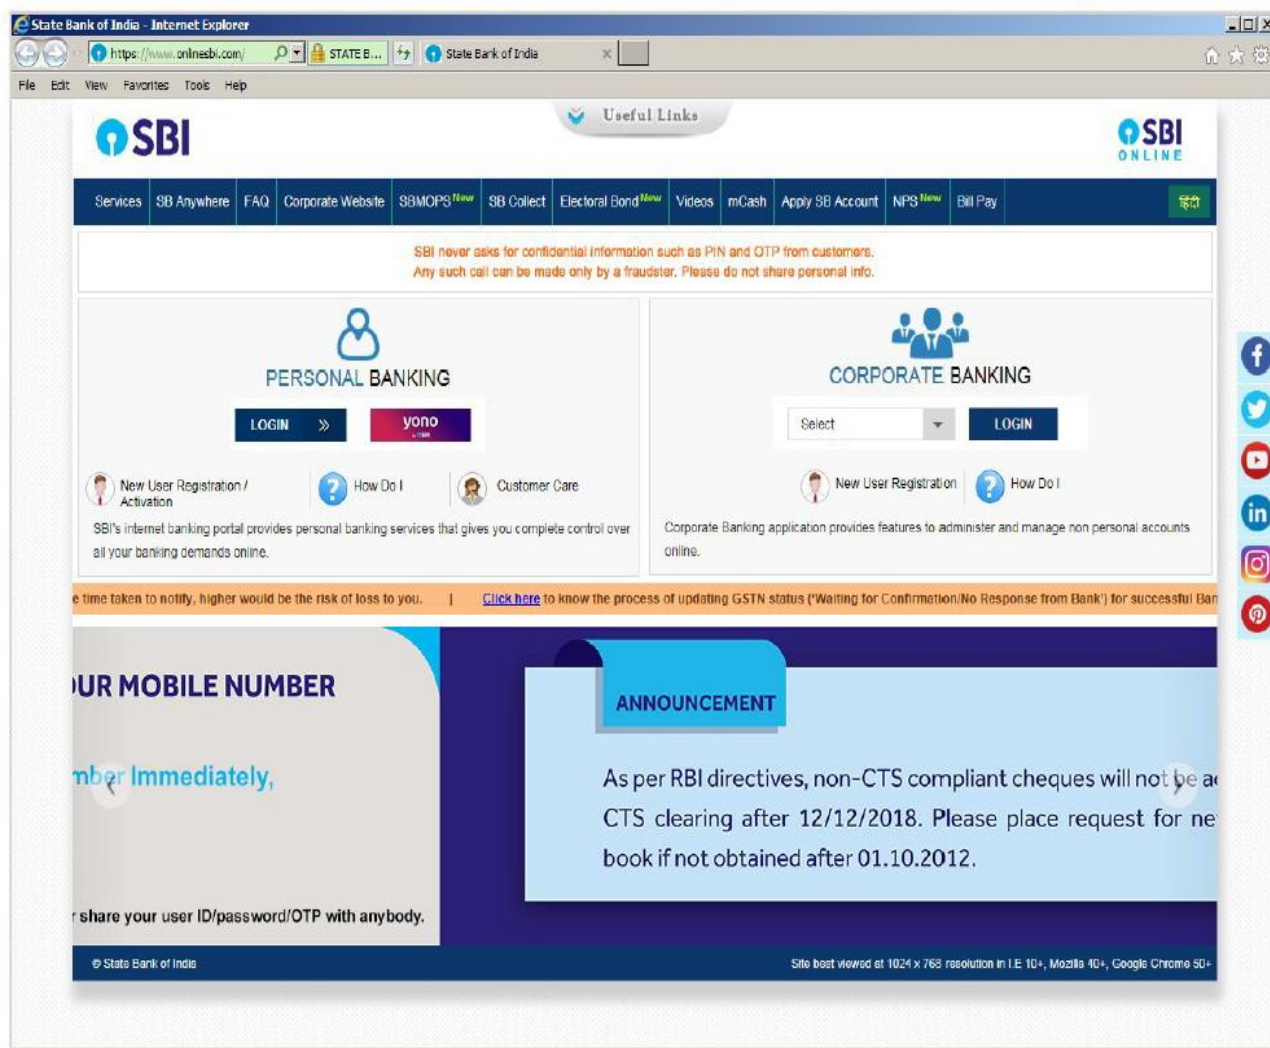 State Bank of India - Internet Explorer
https://www.onlinesbi.com/ STATE B... State Bank of India
File Edit View Favorites Tools Help
Useful Links
SBI
SBI
ONLINE
Services SB Anywhere FAQ Corporate Website SBMOPS New SB Collect Electoral Bond New Videos mCash Apply SB Account NPS New Bill Pay हिंदी
SBI never asks for confidential information such as PIN and OTP from customers.
Any such call can be made only by a fraudster. Please do not share personal info.
PERSONAL BANKING
LOGIN
yono
New User Registration /
Activation
How Do I
Customer Care
SBI's internet banking portal provides personal banking services that gives you complete control over
all your banking demands online.
CORPORATE BANKING
Select
LOGIN
New User Registration
How Do I
Corporate Banking application provides features to administer and manage non personal accounts
online.
e time taken to notify, higher would be the risk of loss to you. | Click here to know the process of updating GSTN status ('Waiting for Confirmation/No Response from Bank') for successful Ban
OUR MOBILE NUMBER
mber Immediately,
r share your user ID/password/OTP with anybody.
ANNOUNCEMENT
As per RBI directives, non-CTS compliant cheques will not be ac
CTS clearing after 12/12/2018. Please place request for ne
book if not obtained after 01.10.2012.
© State Bank of India
Site best viewed at 1024 x 768 resolution in I.E 10+, Mozilla 40+, Google Chrome 50+